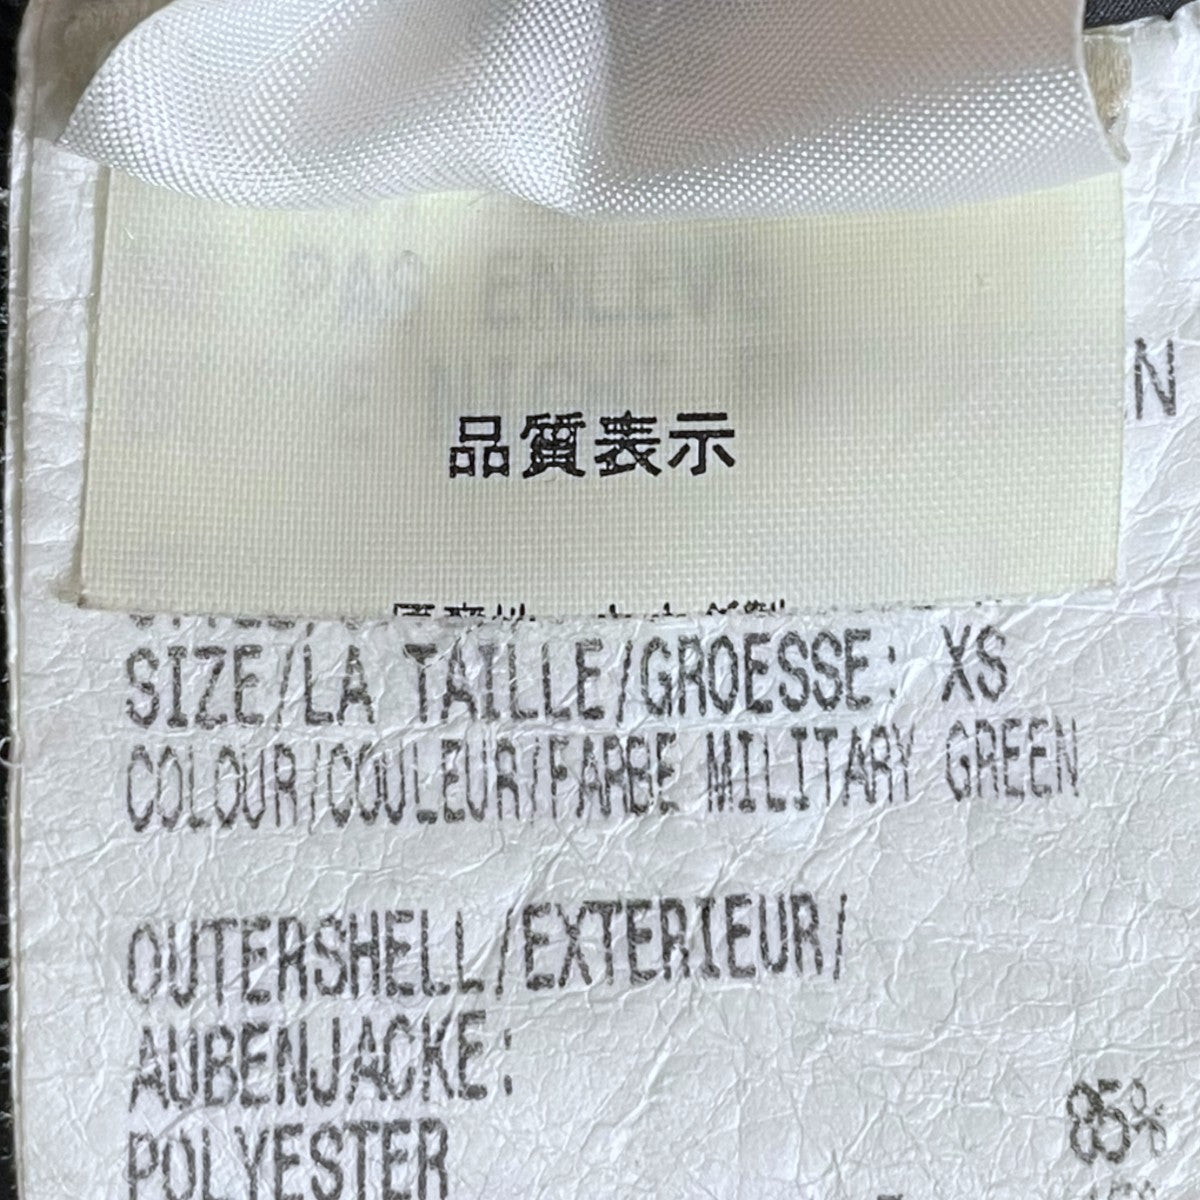 品質表示
SIZE/LA TAILLE/GROESSE: XS
COLOUR/COULEUR/FARBE MILITARY GREEN
OUTERSHELL/EXTERIEUR/
AUBENJACKE:
POLYESTER 85%